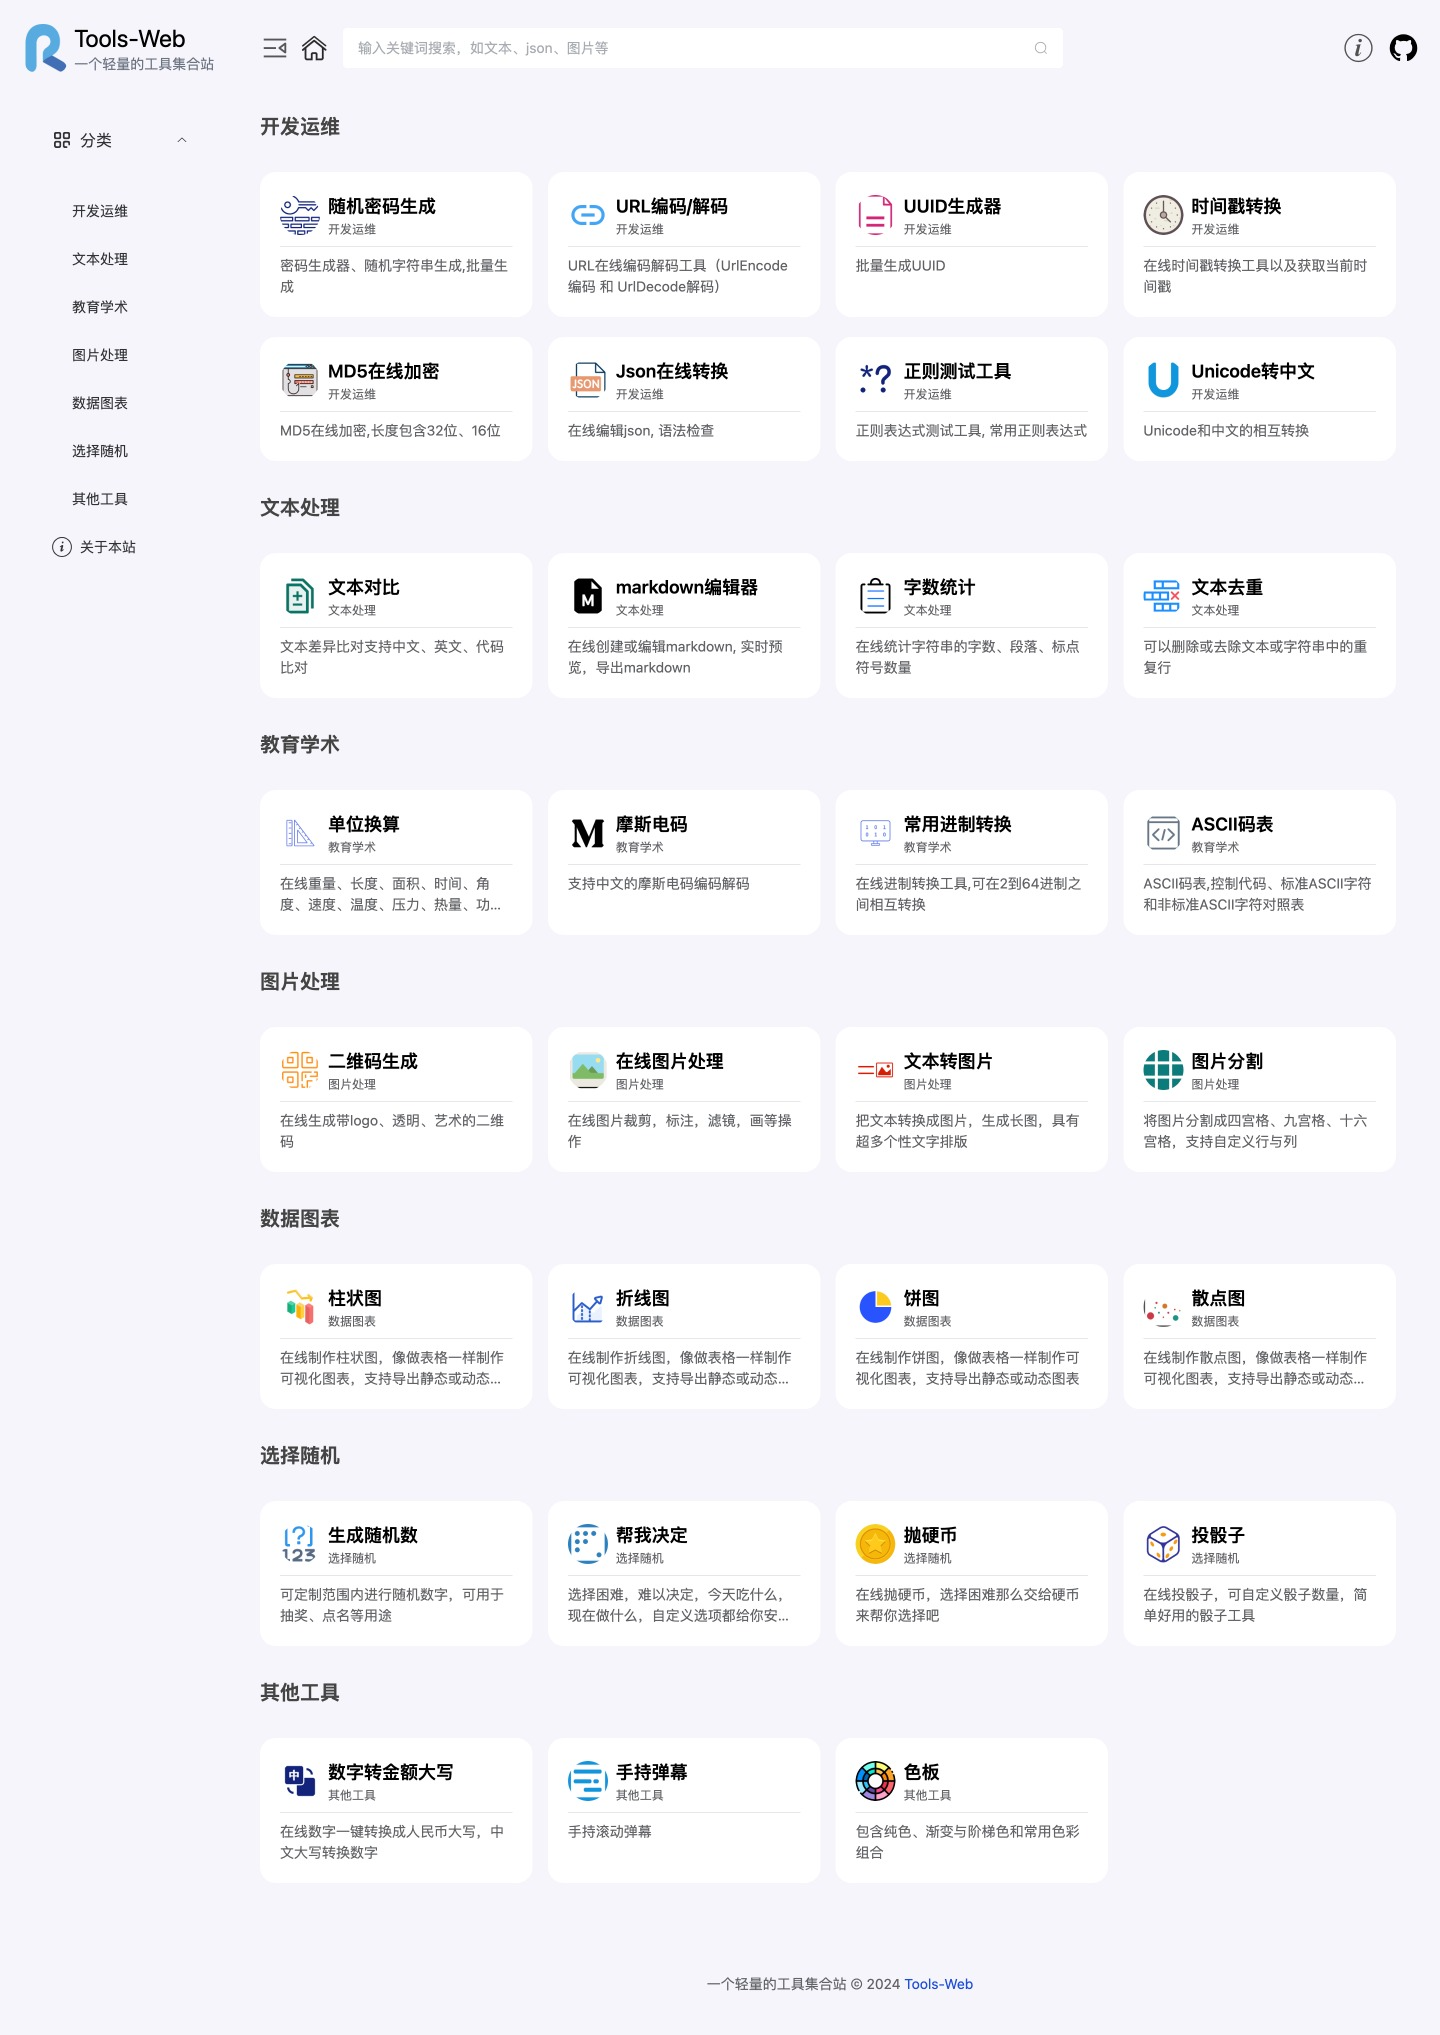 Tools-Web
一个轻量的工具集合站
输入关键词搜索，如文本、json、图片等
分类
开发运维
文本处理
教育学术
图片处理
数据图表
选择随机
其他工具
关于本站
开发运维
随机密码生成
开发运维
密码生成器、随机字符串生成,批量生
成
URL编码/解码
开发运维
URL在线编码解码工具（UrlEncode
编码 和 UrlDecode解码）
UUID生成器
开发运维
批量生成UUID
时间戳转换
开发运维
在线时间戳转换工具以及获取当前时
间戳
MD5在线加密
开发运维
MD5在线加密,长度包含32位、16位
JSON
Json在线转换
开发运维
在线编辑json, 语法检查
*?
正则测试工具
开发运维
正则表达式测试工具, 常用正则表达式
Unicode转中文
开发运维
Unicode和中文的相互转换
文本处理
文本对比
文本处理
文本差异比对支持中文、英文、代码
比对
M
markdown编辑器
文本处理
在线创建或编辑markdown, 实时预
览，导出markdown
字数统计
文本处理
在线统计字符串的字数、段落、标点
符号数量
文本去重
文本处理
可以删除或去除文本或字符串中的重
复行
教育学术
单位换算
教育学术
在线重量、长度、面积、时间、角
度、速度、温度、压力、热量、功...
M
摩斯电码
教育学术
支持中文的摩斯电码编码解码
1 0 1
0 1 0
常用进制转换
教育学术
在线进制转换工具,可在2到64进制之
间相互转换
</>
ASCII码表
教育学术
ASCII码表,控制代码、标准ASCII字符
和非标准ASCII字符对照表
图片处理
二维码生成
图片处理
在线生成带logo、透明、艺术的二维
码
在线图片处理
图片处理
在线图片裁剪，标注，滤镜，画等操
作
文本转图片
图片处理
把文本转换成图片，生成长图，具有
超多个性文字排版
图片分割
图片处理
将图片分割成四宫格、九宫格、十六
宫格，支持自定义行与列
数据图表
柱状图
数据图表
在线制作柱状图，像做表格一样制作
可视化图表，支持导出静态或动态...
折线图
数据图表
在线制作折线图，像做表格一样制作
可视化图表，支持导出静态或动态...
饼图
数据图表
在线制作饼图，像做表格一样制作可
视化图表，支持导出静态或动态图表
散点图
数据图表
在线制作散点图，像做表格一样制作
可视化图表，支持导出静态或动态...
选择随机
[?]
123
生成随机数
选择随机
可定制范围内进行随机数字，可用于
抽奖、点名等用途
帮我决定
选择随机
选择困难，难以决定，今天吃什么，
现在做什么，自定义选项都给你安...
抛硬币
选择随机
在线抛硬币，选择困难那么交给硬币
来帮你选择吧
投骰子
选择随机
在线投骰子，可自定义骰子数量，简
单好用的骰子工具
其他工具
中
数字转金额大写
其他工具
在线数字一键转换成人民币大写，中
文大写转换数字
手持弹幕
其他工具
手持滚动弹幕
色板
其他工具
包含纯色、渐变与阶梯色和常用色彩
组合
一个轻量的工具集合站 © 2024 Tools-Web